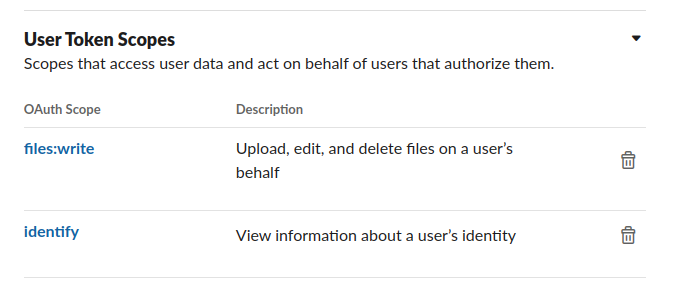 User Token Scopes
Scopes that access user data and act on behalf of users that authorize them.
OAuth Scope Description
files:write Upload, edit, and delete files on a user’s
behalf
identify View information about a user’s identity